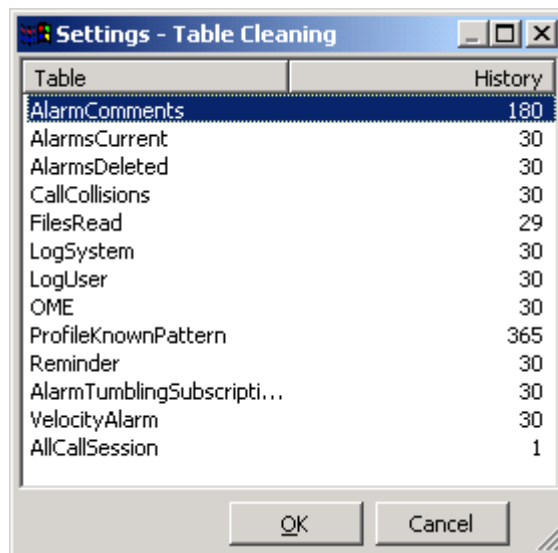 Settings - Table Cleaning
Table History
AlarmComments 180
AlarmsCurrent 30
AlarmsDeleted 30
CallCollisions 30
FilesRead 29
LogSystem 30
LogUser 30
OME 30
ProfileKnownPattern 365
Reminder 30
AlarmTumblingSubscripti... 30
VelocityAlarm 30
AllCallSession 1
OK Cancel